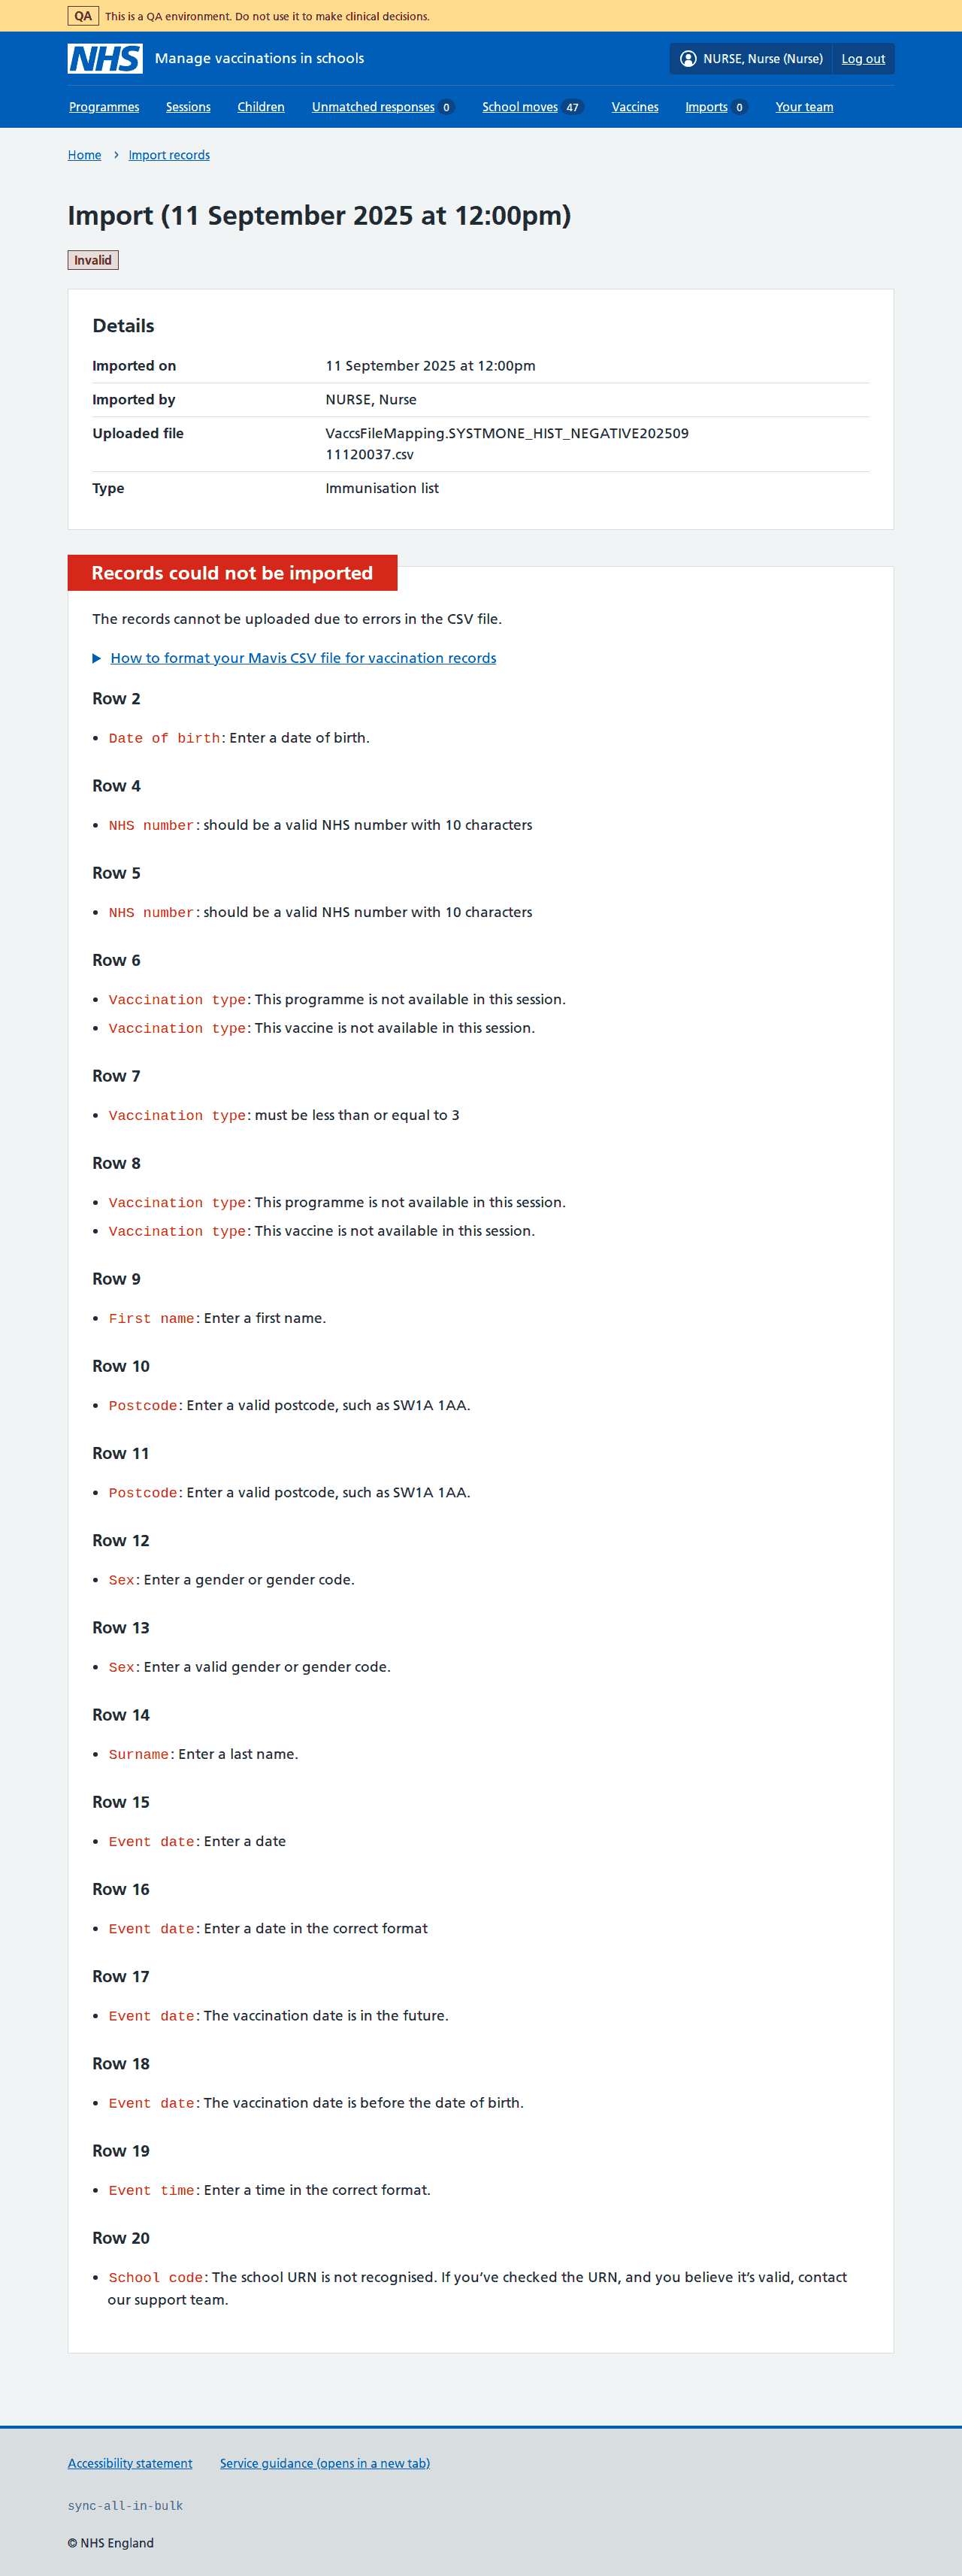 QA This is a QA environment. Do not use it to make clinical decisions.
NHS Manage vaccinations in schools NURSE, Nurse (Nurse) Log out
Programmes Sessions Children Unmatched responses 0 School moves 47 Vaccines Imports 0 Your team
Home › Import records
Import (11 September 2025 at 12:00pm)
Invalid
Details
Imported on 11 September 2025 at 12:00pm
Imported by NURSE, Nurse
Uploaded file VaccsFileMapping.SYSTMONE_HIST_NEGATIVE202509
11120037.csv
Type Immunisation list
Records could not be imported
The records cannot be uploaded due to errors in the CSV file.
How to format your Mavis CSV file for vaccination records
Row 2
• Date of birth: Enter a date of birth.
Row 4
• NHS number: should be a valid NHS number with 10 characters
Row 5
• NHS number: should be a valid NHS number with 10 characters
Row 6
• Vaccination type: This programme is not available in this session.
• Vaccination type: This vaccine is not available in this session.
Row 7
• Vaccination type: must be less than or equal to 3
Row 8
• Vaccination type: This programme is not available in this session.
• Vaccination type: This vaccine is not available in this session.
Row 9
• First name: Enter a first name.
Row 10
• Postcode: Enter a valid postcode, such as SW1A 1AA.
Row 11
• Postcode: Enter a valid postcode, such as SW1A 1AA.
Row 12
• Sex: Enter a gender or gender code.
Row 13
• Sex: Enter a valid gender or gender code.
Row 14
• Surname: Enter a last name.
Row 15
• Event date: Enter a date
Row 16
• Event date: Enter a date in the correct format
Row 17
• Event date: The vaccination date is in the future.
Row 18
• Event date: The vaccination date is before the date of birth.
Row 19
• Event time: Enter a time in the correct format.
Row 20
• School code: The school URN is not recognised. If you’ve checked the URN, and you believe it’s valid, contact
our support team.
Accessibility statement Service guidance (opens in a new tab)
sync-all-in-bulk
© NHS England